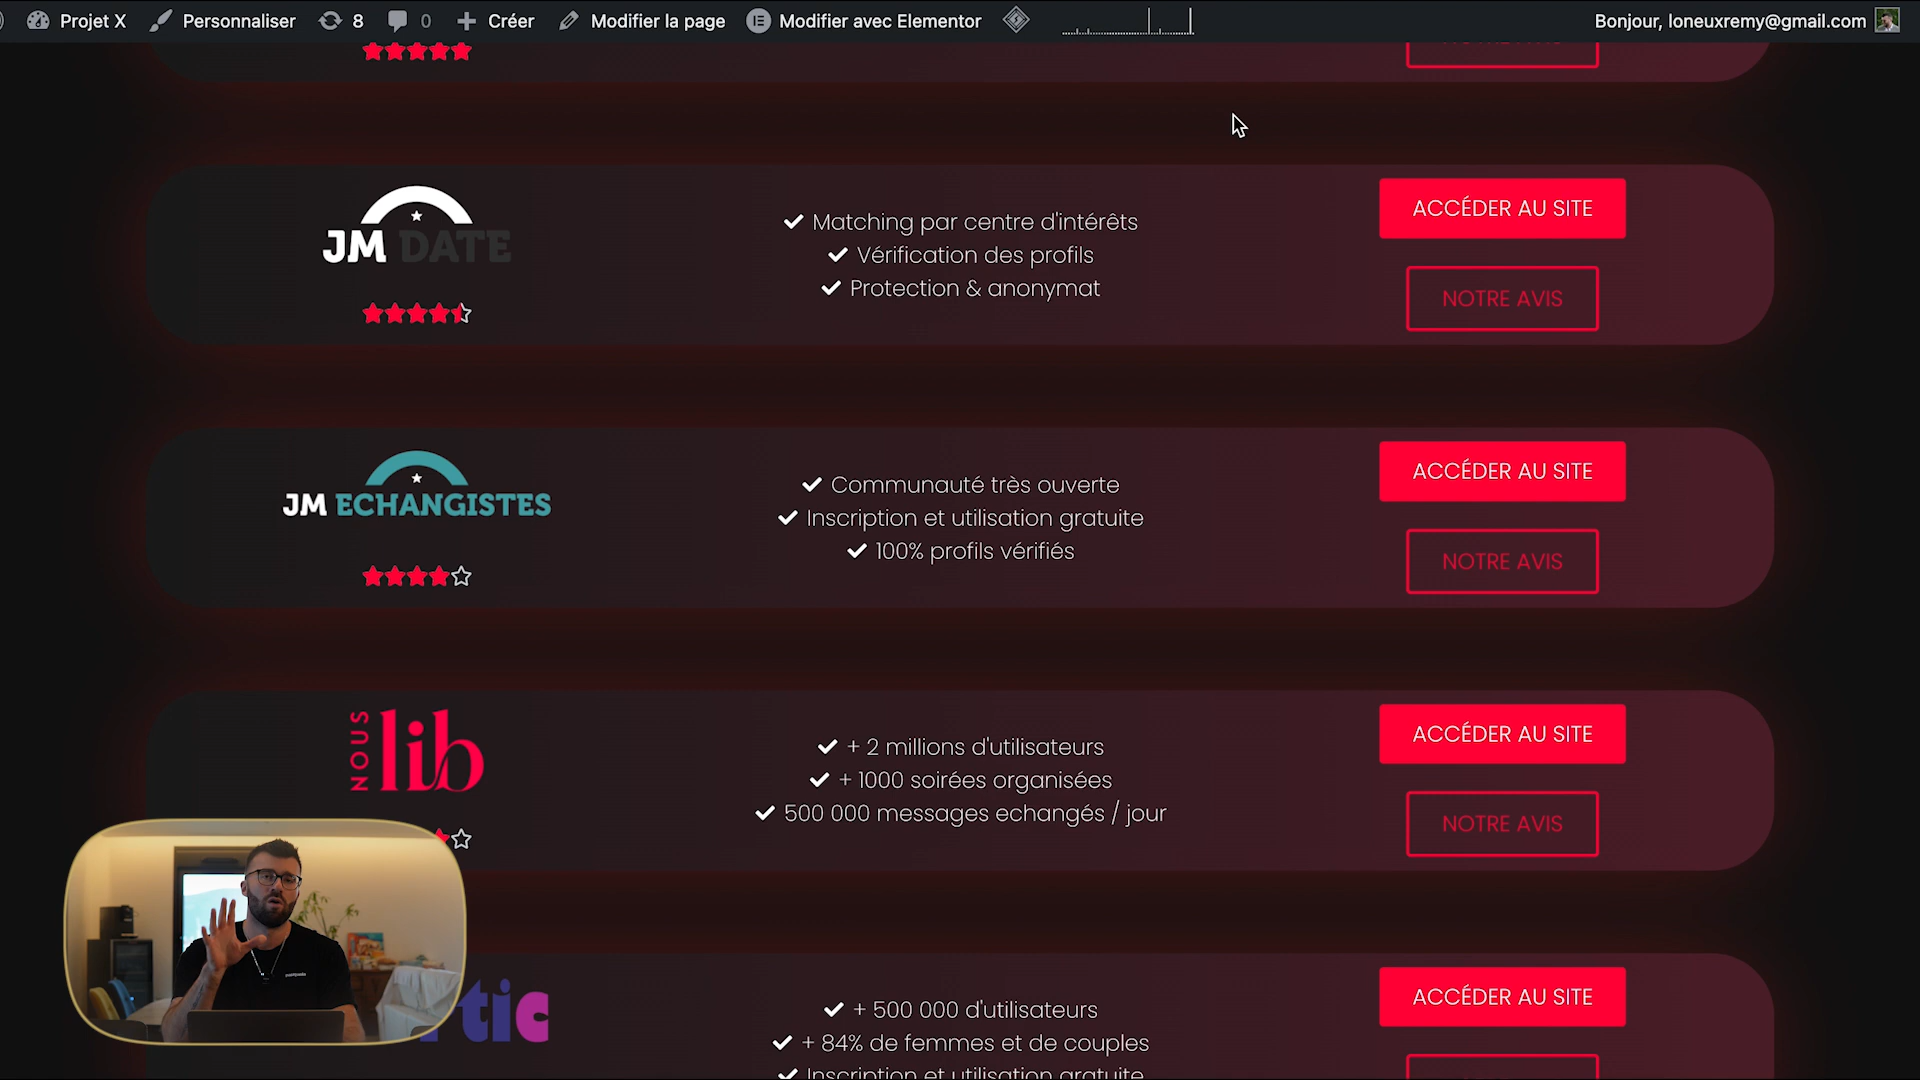 Projet X
Personnaliser
8
0
Créer
Modifier la page
Modifier avec Elementor
Bonjour, loneuxremy@gmail.com
JM DATE
Matching par centre d'intérêts
Vérification des profils
Protection & anonymat
ACCÉDER AU SITE
NOTRE AVIS
JM ECHANGISTES
Communauté très ouverte
Inscription et utilisation gratuite
100% profils vérifiés
ACCÉDER AU SITE
NOTRE AVIS
NOUS lib
+ 2 millions d'utilisateurs
+ 1000 soirées organisées
500 000 messages echangés / jour
ACCÉDER AU SITE
NOTRE AVIS
tic
+ 500 000 d'utilisateurs
+ 84% de femmes et de couples
Inscription et utilisation gratuite
ACCÉDER AU SITE